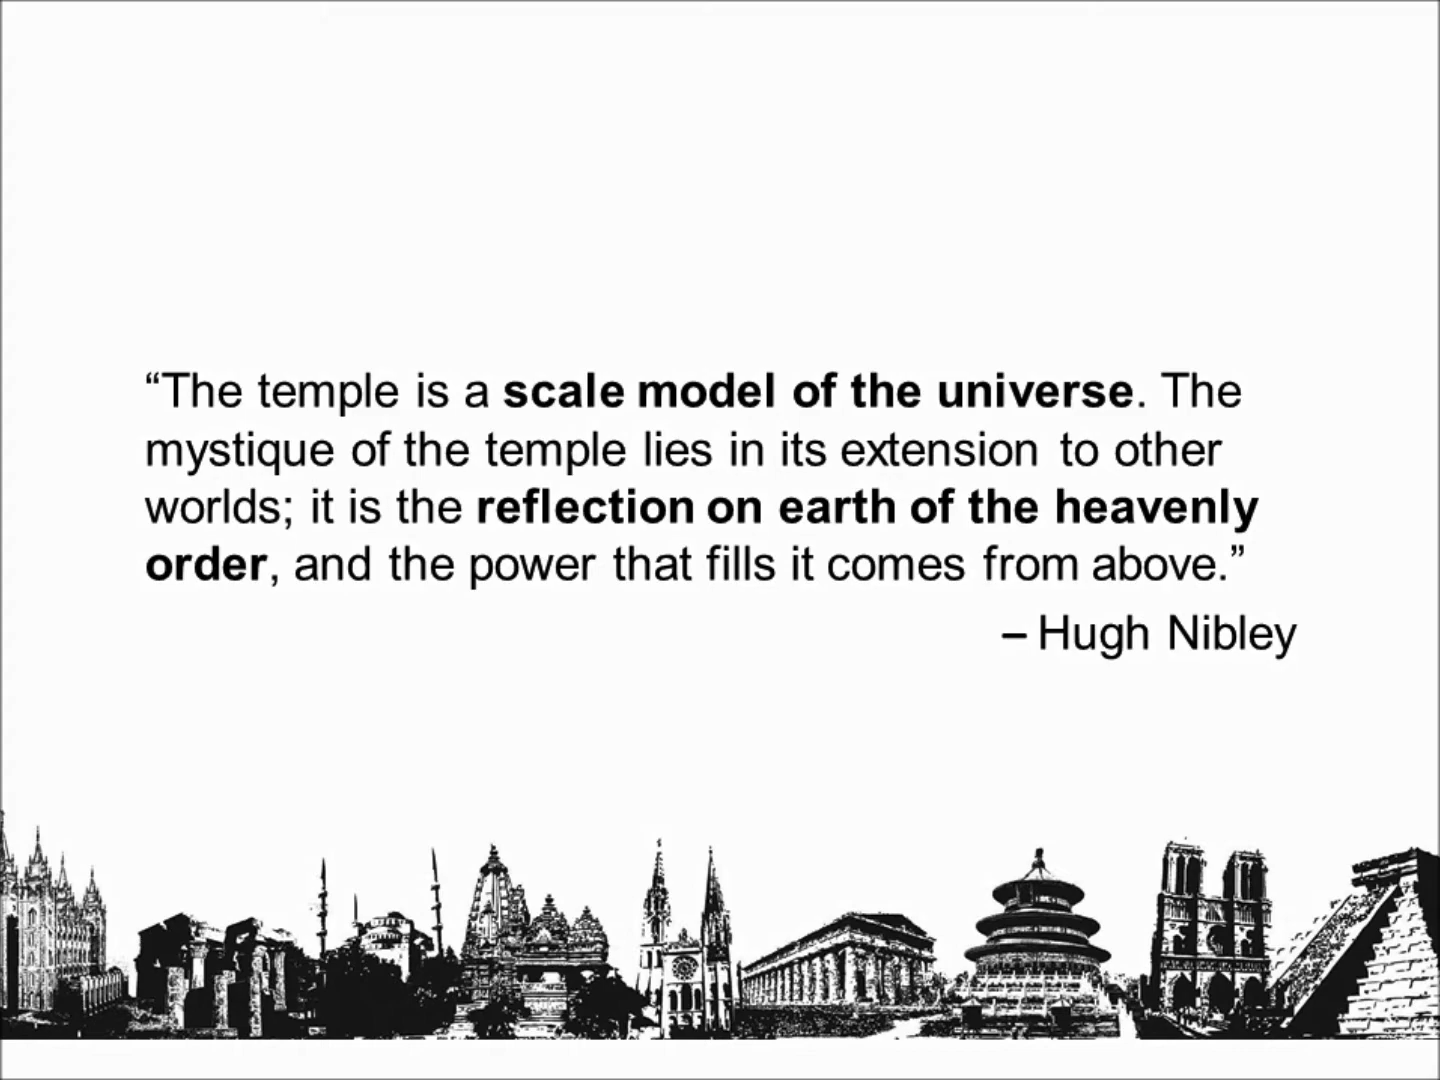 “The temple is a scale model of the universe. The
mystique of the temple lies in its extension to other
worlds; it is the reflection on earth of the heavenly
order, and the power that fills it comes from above.”
– Hugh Nibley